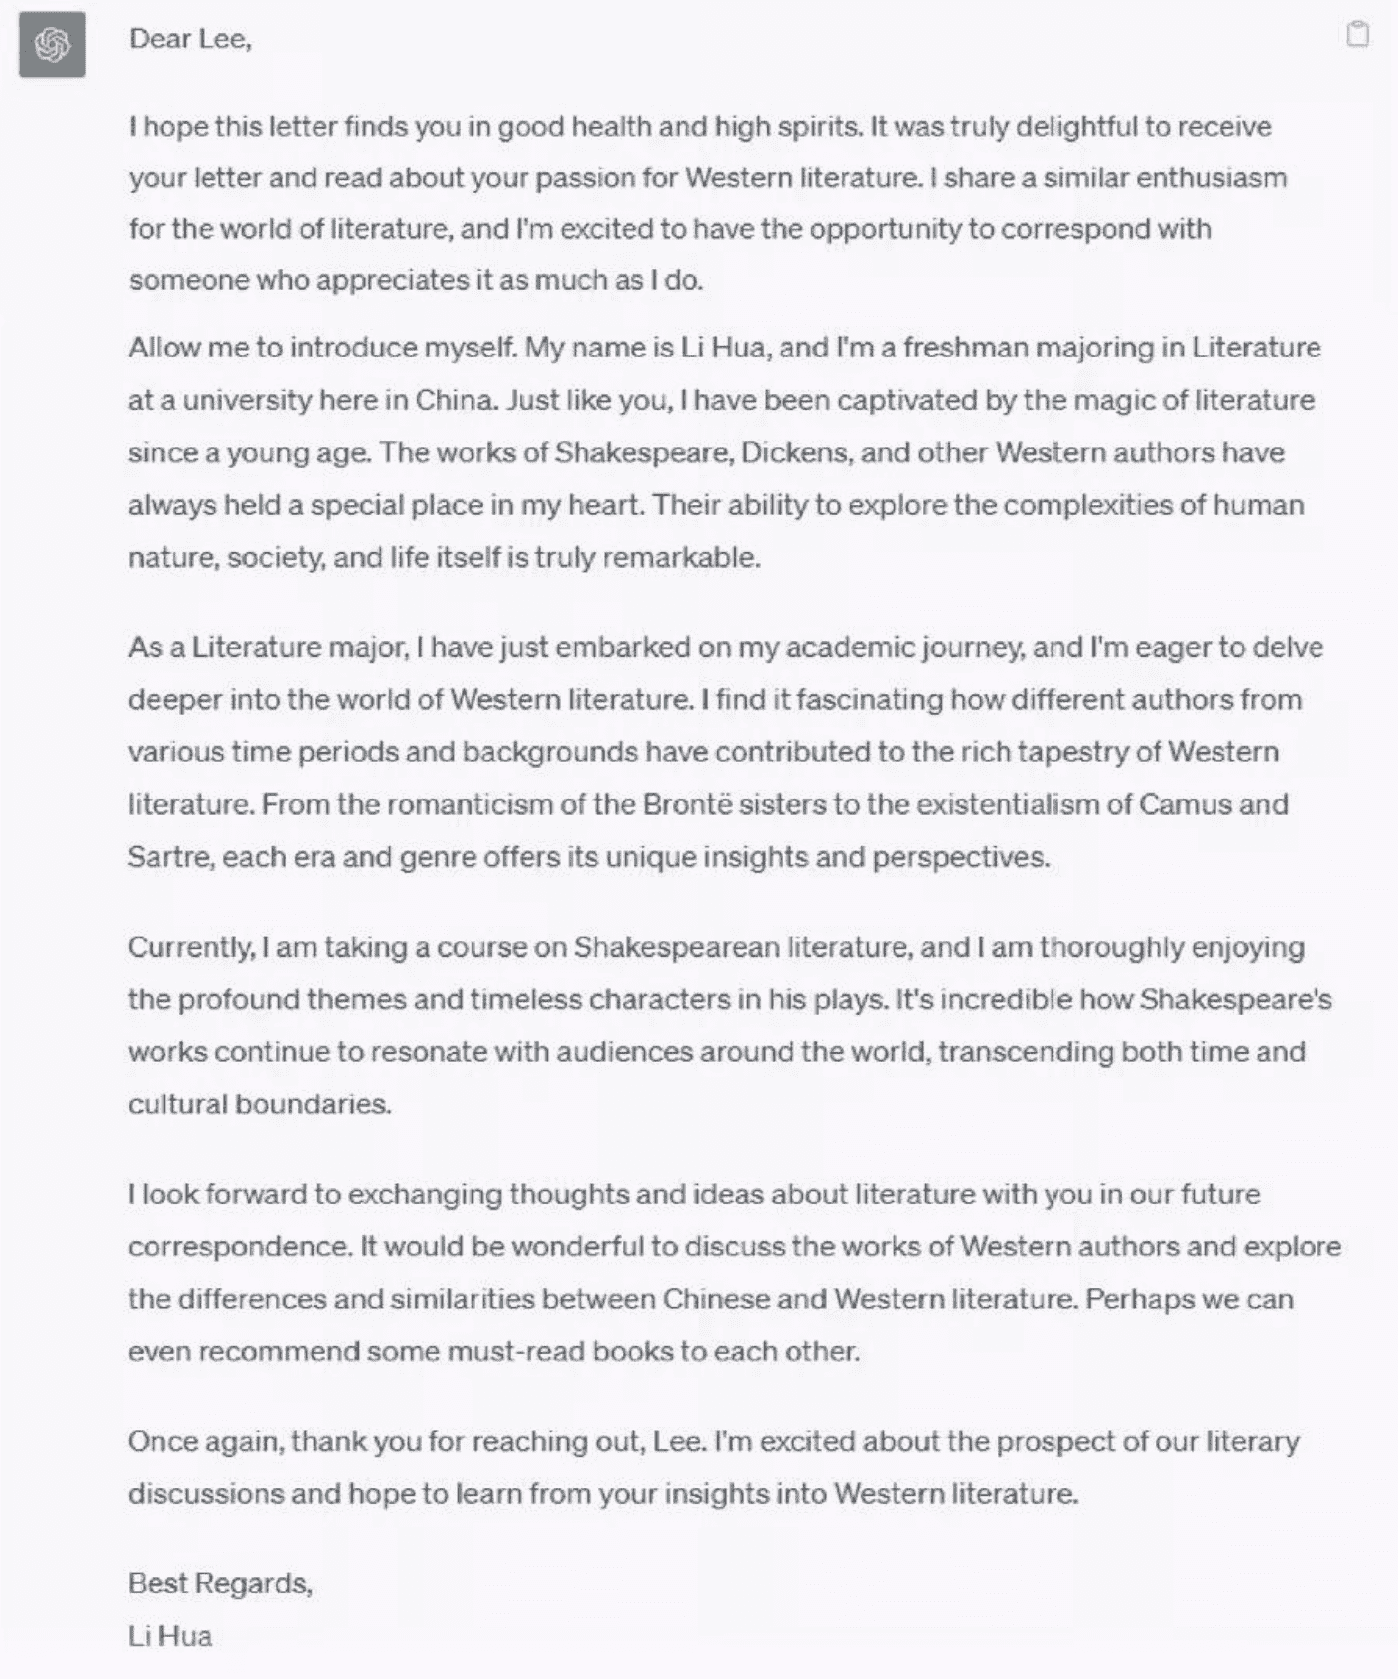 Dear Lee,
I hope this letter finds you in good health and high spirits. It was truly delightful to receive
your letter and read about your passion for Western literature. I share a similar enthusiasm
for the world of literature, and I'm excited to have the opportunity to correspond with
someone who appreciates it as much as I do.
Allow me to introduce myself. My name is Li Hua, and I'm a freshman majoring in Literature
at a university here in China. Just like you, I have been captivated by the magic of literature
since a young age. The works of Shakespeare, Dickens, and other Western authors have
always held a special place in my heart. Their ability to explore the complexities of human
nature, society, and life itself is truly remarkable.
As a Literature major, I have just embarked on my academic journey, and I'm eager to delve
deeper into the world of Western literature. I find it fascinating how different authors from
various time periods and backgrounds have contributed to the rich tapestry of Western
literature. From the romanticism of the Brontë sisters to the existentialism of Camus and
Sartre, each era and genre offers its unique insights and perspectives.
Currently, I am taking a course on Shakespearean literature, and I am thoroughly enjoying
the profound themes and timeless characters in his plays. It's incredible how Shakespeare's
works continue to resonate with audiences around the world, transcending both time and
cultural boundaries.
I look forward to exchanging thoughts and ideas about literature with you in our future
correspondence. It would be wonderful to discuss the works of Western authors and explore
the differences and similarities between Chinese and Western literature. Perhaps we can
even recommend some must-read books to each other.
Once again, thank you for reaching out, Lee. I'm excited about the prospect of our literary
discussions and hope to learn from your insights into Western literature.
Best Regards,
Li Hua